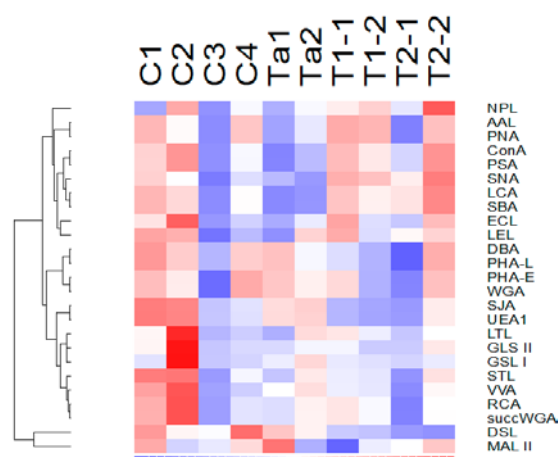 C1 C2 C3 C4 Ta1 Ta2 T1-1 T1-2 T2-1 T2-2
NPL
AAL
PNA
ConA
PSA
SNA
LCA
SBA
ECL
LEL
DBA
PHA-L
PHA-E
WGA
SJA
UEA1
LTL
GLS II
GSL I
STL
VVA
RCA
succWGA
DSL
MAL II